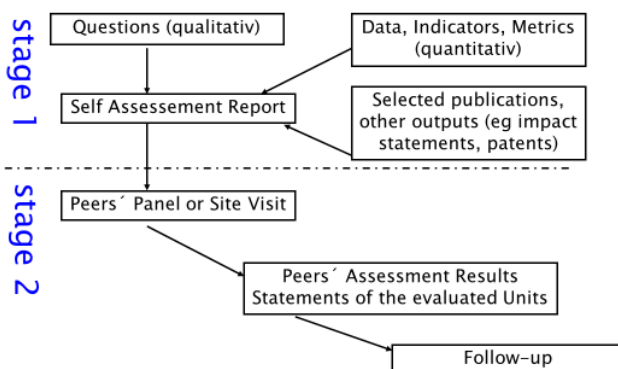 stage 1
Questions (qualitativ)
Data, Indicators, Metrics
(quantitativ)
Self Assessement Report
Selected publications,
other outputs (eg impact
statements, patents)
stage 2
Peers´ Panel or Site Visit
Peers´ Assessment Results
Statements of the evaluated Units
Follow-up